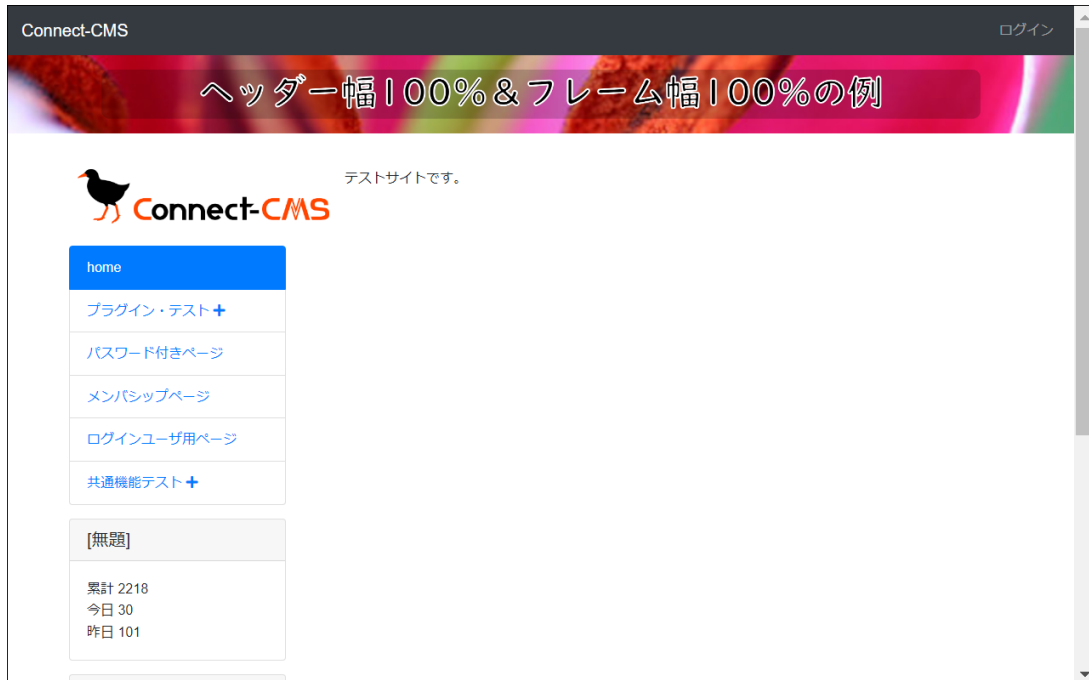 Connect-CMS
ログイン
ヘッダー幅100%&フレーム幅100%の例
Connect-CMS
テストサイトです。
home
プラグイン・テスト+
パスワード付きページ
メンバシップページ
ログインユーザ用ページ
共通機能テスト+
[無題]
累計 2218
今日 30
昨日 101